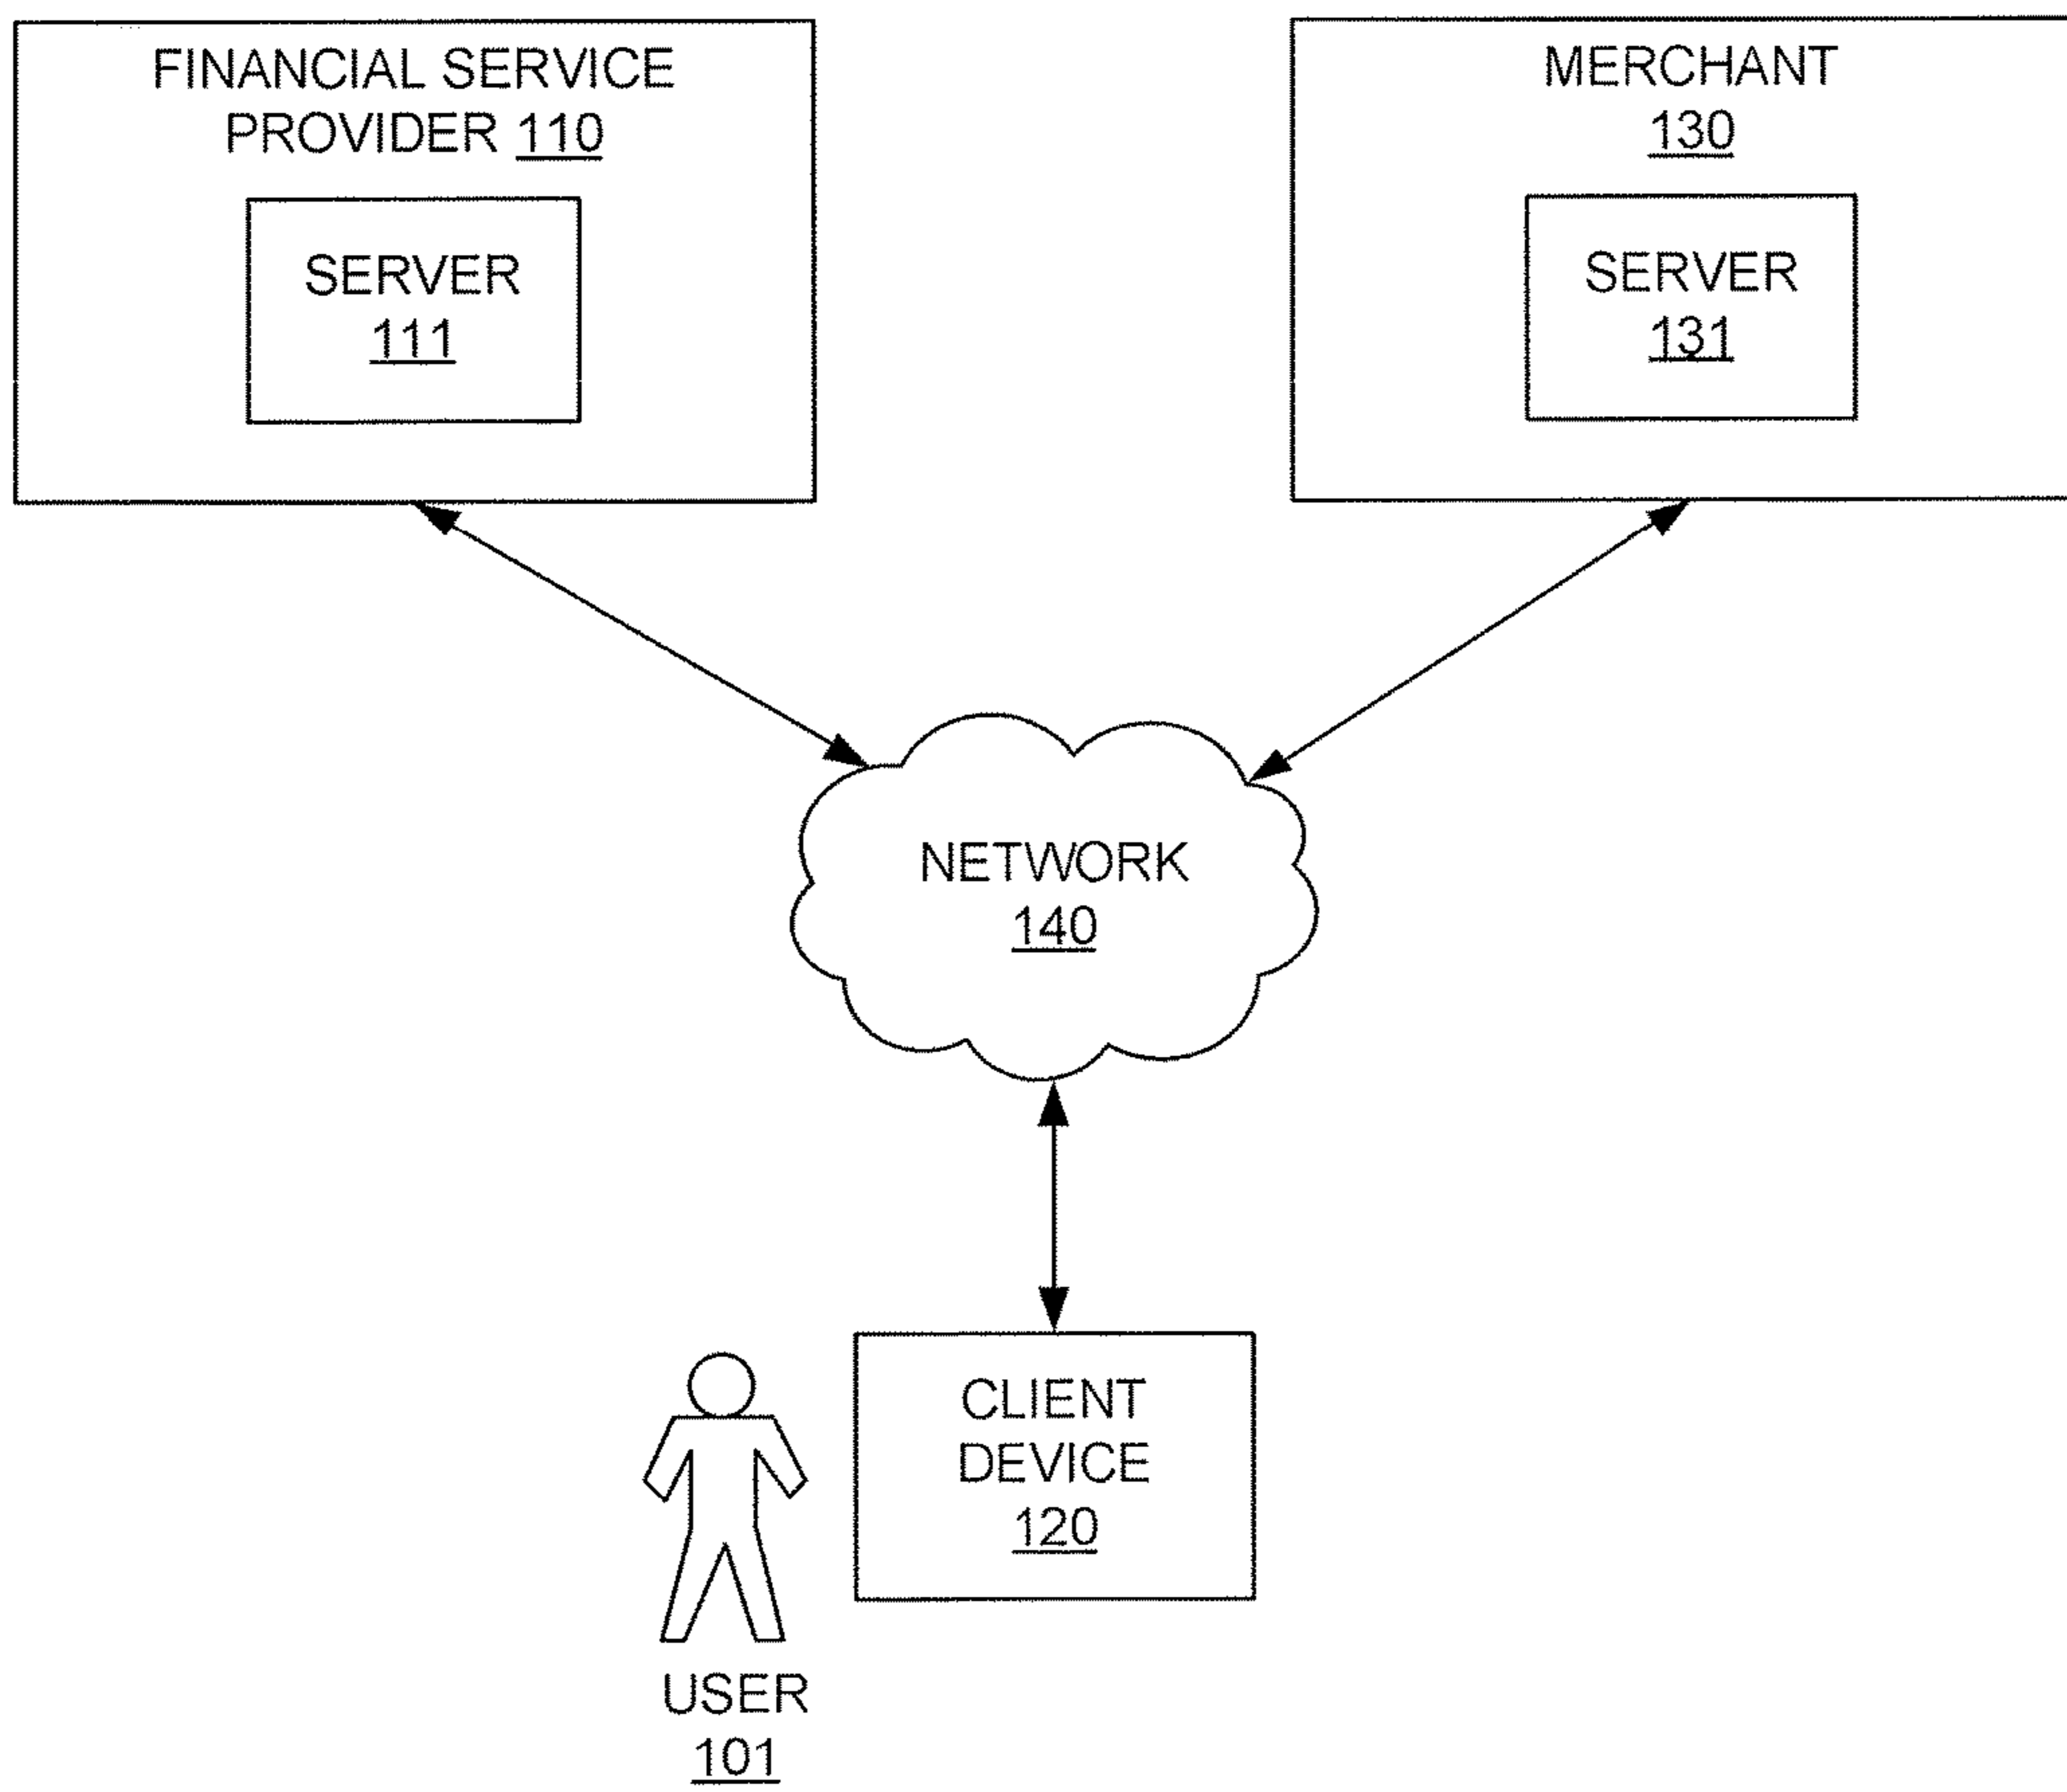 FINANCIAL SERVICE
PROVIDER 110
SERVER
111
MERCHANT
130
SERVER
131
NETWORK
140
CLIENT
DEVICE
120
USER
101